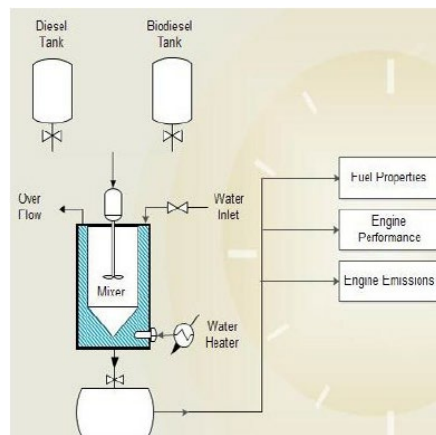 Diesel
Tank
Biodiesel
Tank
Over
Flow
Water
Inlet
Mixer
Water
Heater
Fuel Properties
Engine
Performance
Engine Emissions